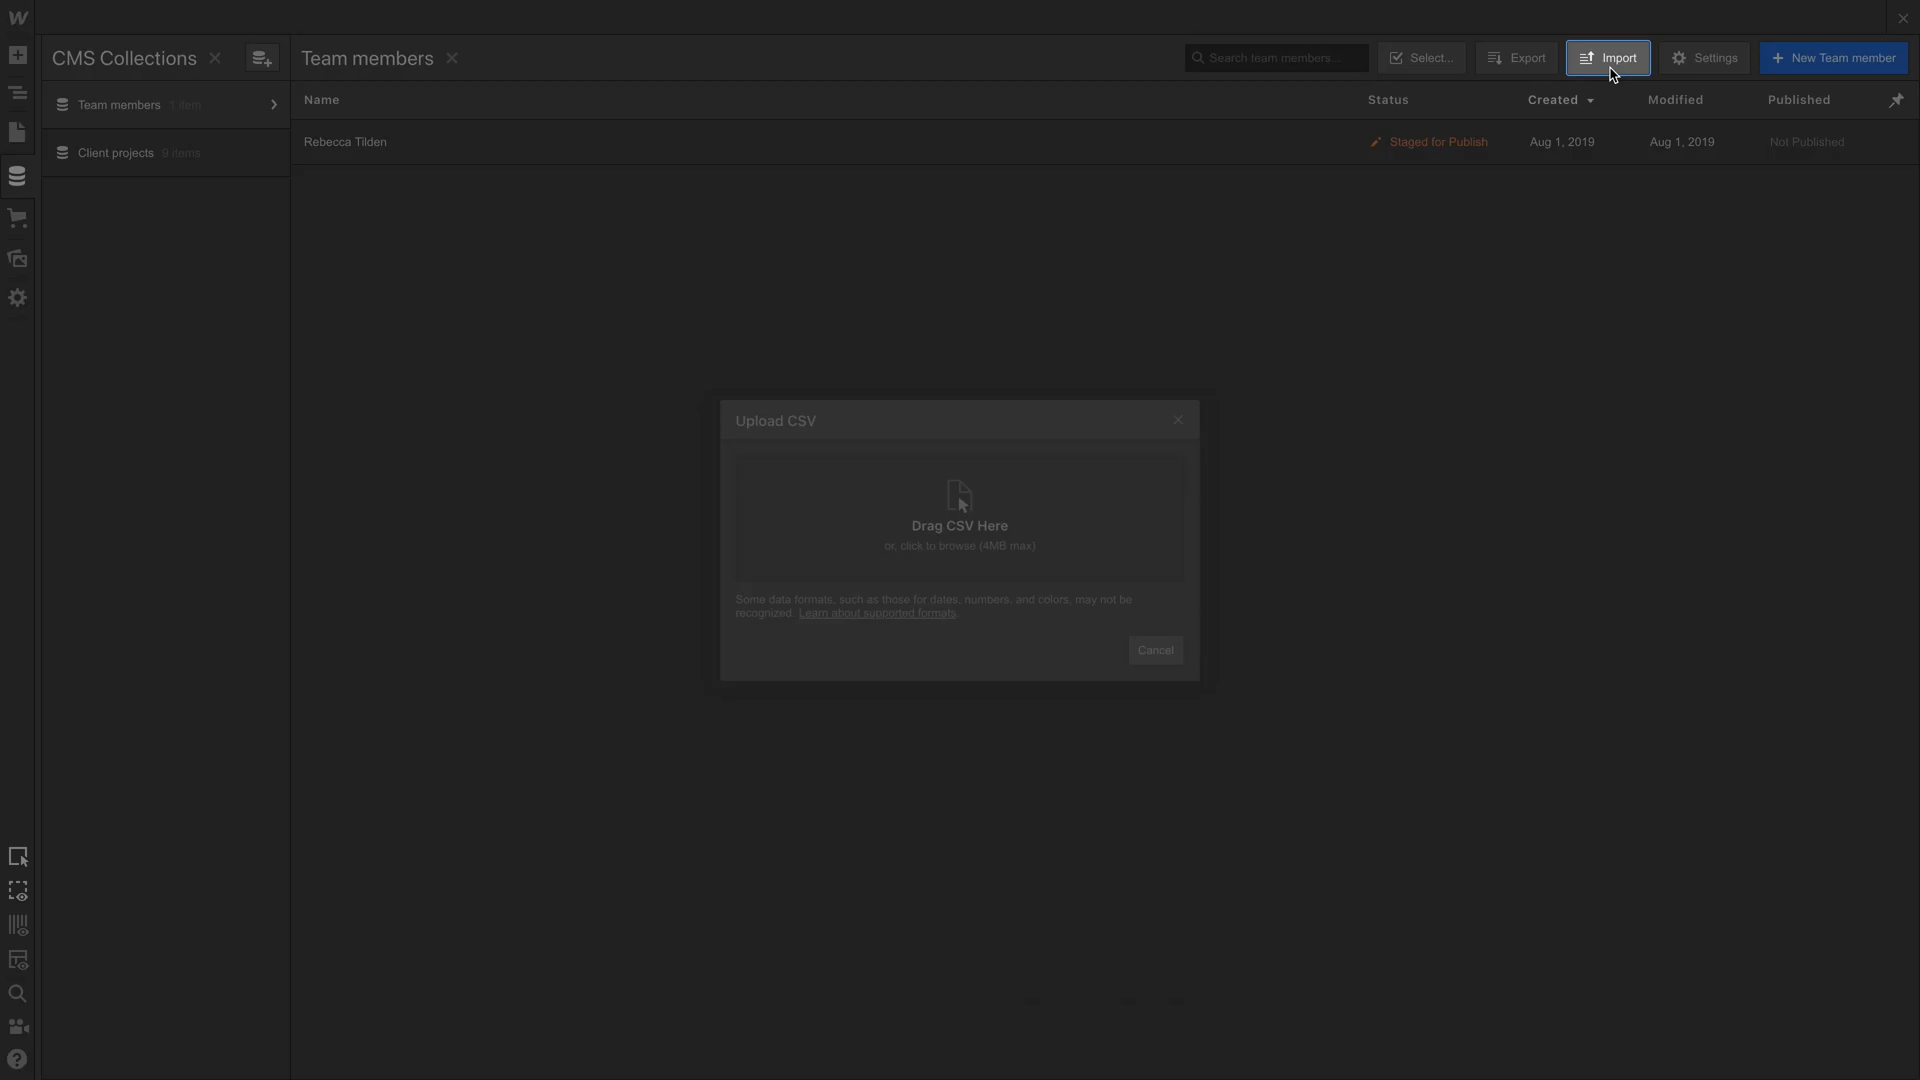 CMS Collections
Team members
Search team members...
Select...
Export
Import
Settings
New Team member
Team members 1 item
Client projects 9 items
Name
Status
Created
Modified
Published
Rebecca Tilden
Staged for Publish
Aug 1, 2019
Aug 1, 2019
Not Published
Upload CSV
Drag CSV Here
or, click to browse (4MB max)
Some data formats, such as those for dates, numbers, and colors, may not be
recognized. Learn about supported formats.
Cancel